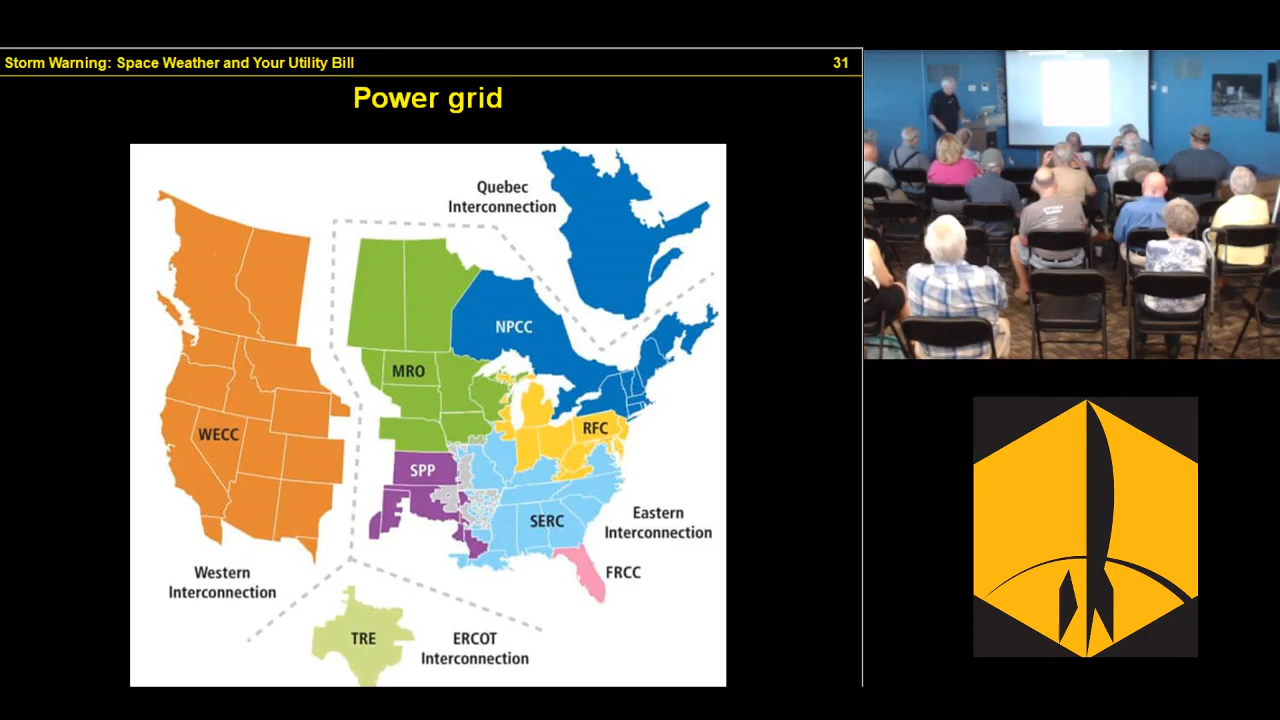 Storm Warning: Space Weather and Your Utility Bill 31
Power grid
Quebec
Interconnection
NPCC
MRO
WECC
RFC
SPP
SERC
Eastern
Interconnection
FRCC
Western
Interconnection
TRE
ERCOT
Interconnection